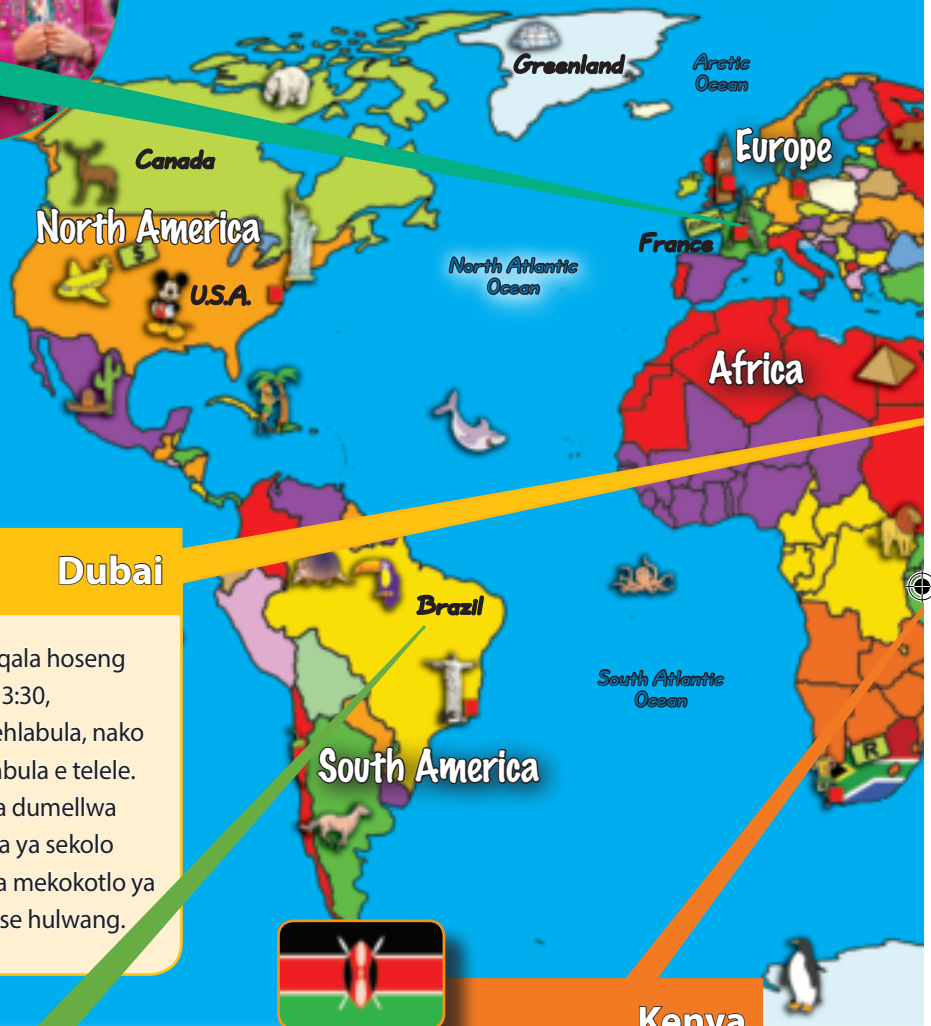 Greenland
Arctic
Ocean
Europe
Canada
North America
France
North Atlantic
Ocean
$
U.S.A.
Africa
Dubai
qala hoseng
3:30,
ehlabula, nako
bula e telele.
a dumellwa
a ya sekolo
a mekokotlo ya
se hulwang.
Brazil
South Atlantic
Ocean
R
South America
Kenya